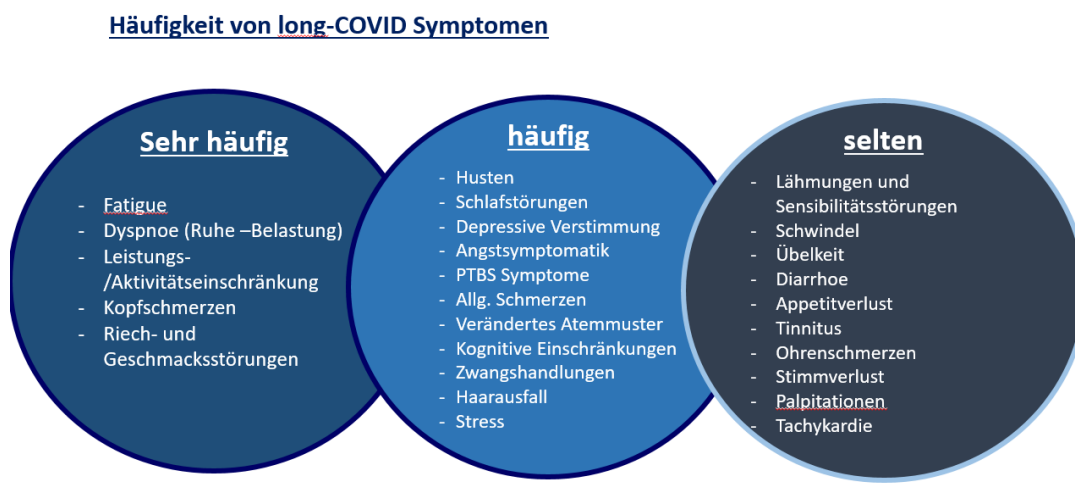 Häufigkeit von long-COVID Symptomen
Sehr häufig
- Fatigue
- Dyspnoe (Ruhe –Belastung)
- Leistungs-
/Aktivitätseinschränkung
- Kopfschmerzen
- Riech- und
Geschmacksstörungen
häufig
- Husten
- Schlafstörungen
- Depressive Verstimmung
- Angstsymptomatik
- PTBS Symptome
- Allg. Schmerzen
- Verändertes Atemmuster
- Kognitive Einschränkungen
- Zwangshandlungen
- Haarausfall
- Stress
selten
- Lähmungen und
Sensibilitätsstörungen
- Schwindel
- Übelkeit
- Diarrhoe
- Appetitverlust
- Tinnitus
- Ohrenschmerzen
- Stimmverlust
- Palpitationen
- Tachykardie